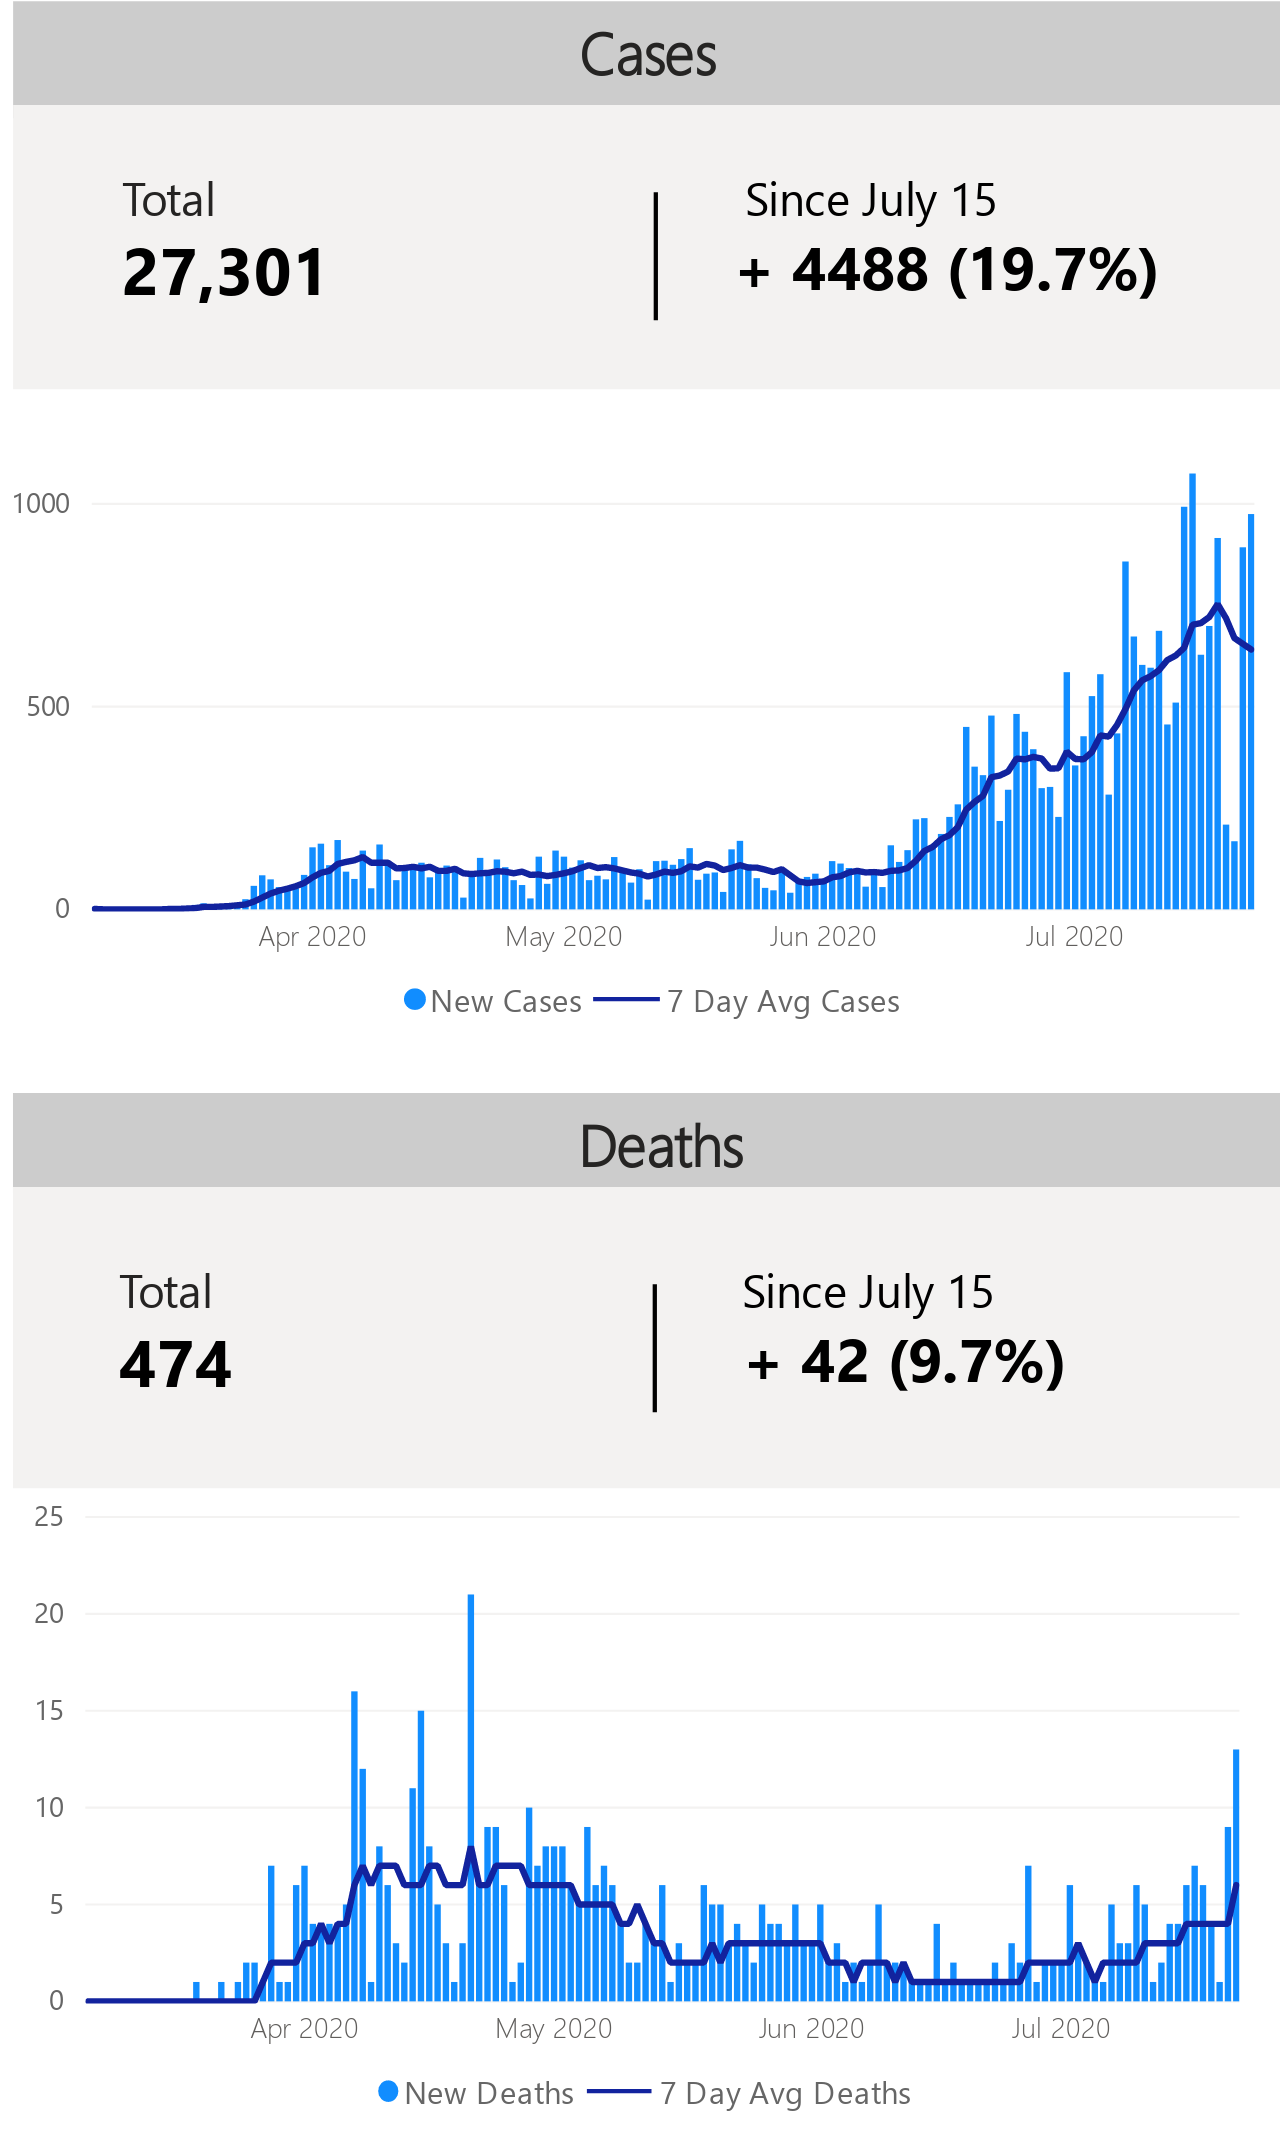 Cases
Total
Since July 15
27,301
+ 4488 (19.7%)
1000
500
0
Apr 2020
May 2020
Jun 2020
Jul 2020
New Cases
7 Day Avg Cases
Deaths
Total
Since July 15
474
+ 42 (9.7%)
25
20
15
10
5
0
Apr 2020
May 2020
Jun 2020
Jul 2020
New Deaths
7 Day Avg Deaths